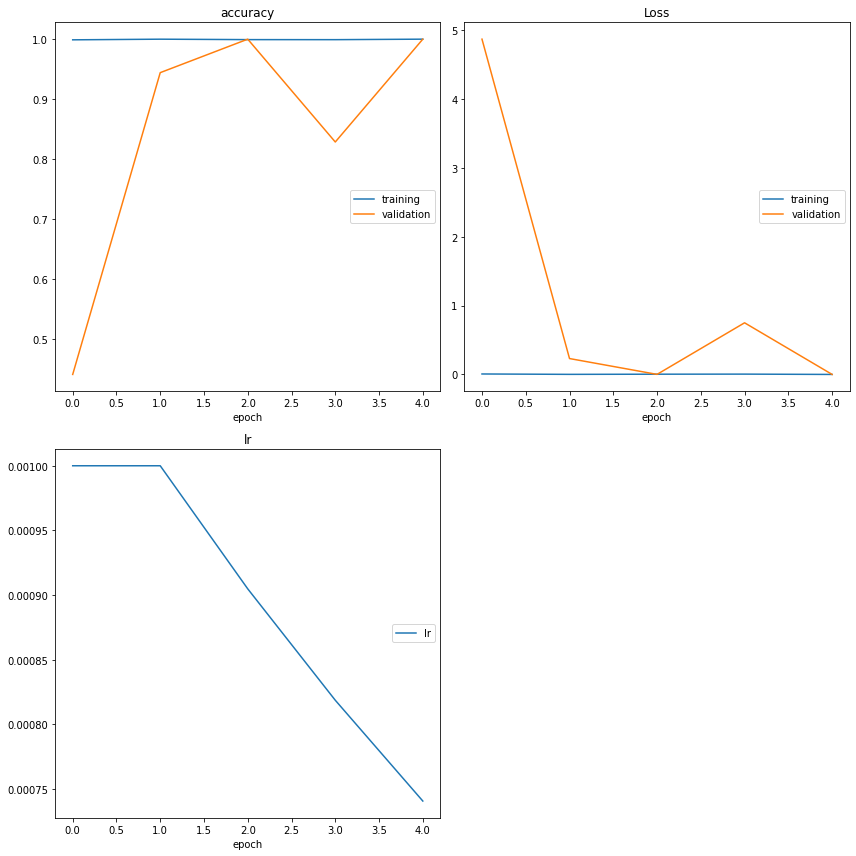 accuracy
1.0
0.9
0.8
0.7
0.6
0.5
training
validation
0.0 0.5 1.0 1.5 2.0 2.5 3.0 3.5 4.0
epoch
Loss
5
4
3
2
1
0
training
validation
0.0 0.5 1.0 1.5 2.0 2.5 3.0 3.5 4.0
epoch
lr
0.00100
0.00095
0.00090
0.00085
0.00080
0.00075
lr
0.0 0.5 1.0 1.5 2.0 2.5 3.0 3.5 4.0
epoch